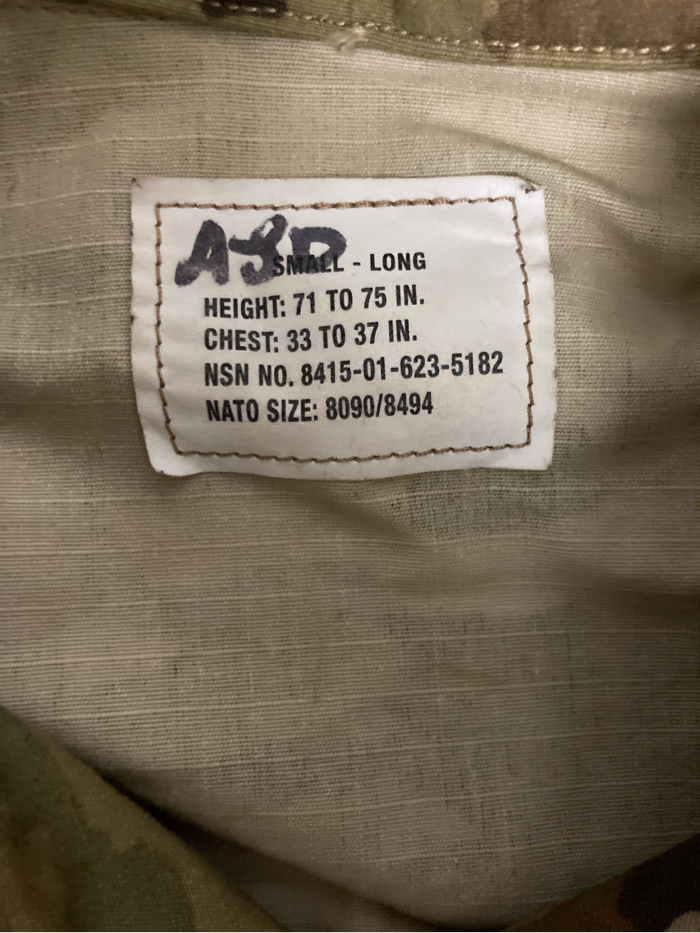 ASD
SMALL - LONG
HEIGHT: 71 TO 75 IN.
CHEST: 33 TO 37 IN.
NSN NO. 8415-01-623-5182
NATO SIZE: 8090/8494